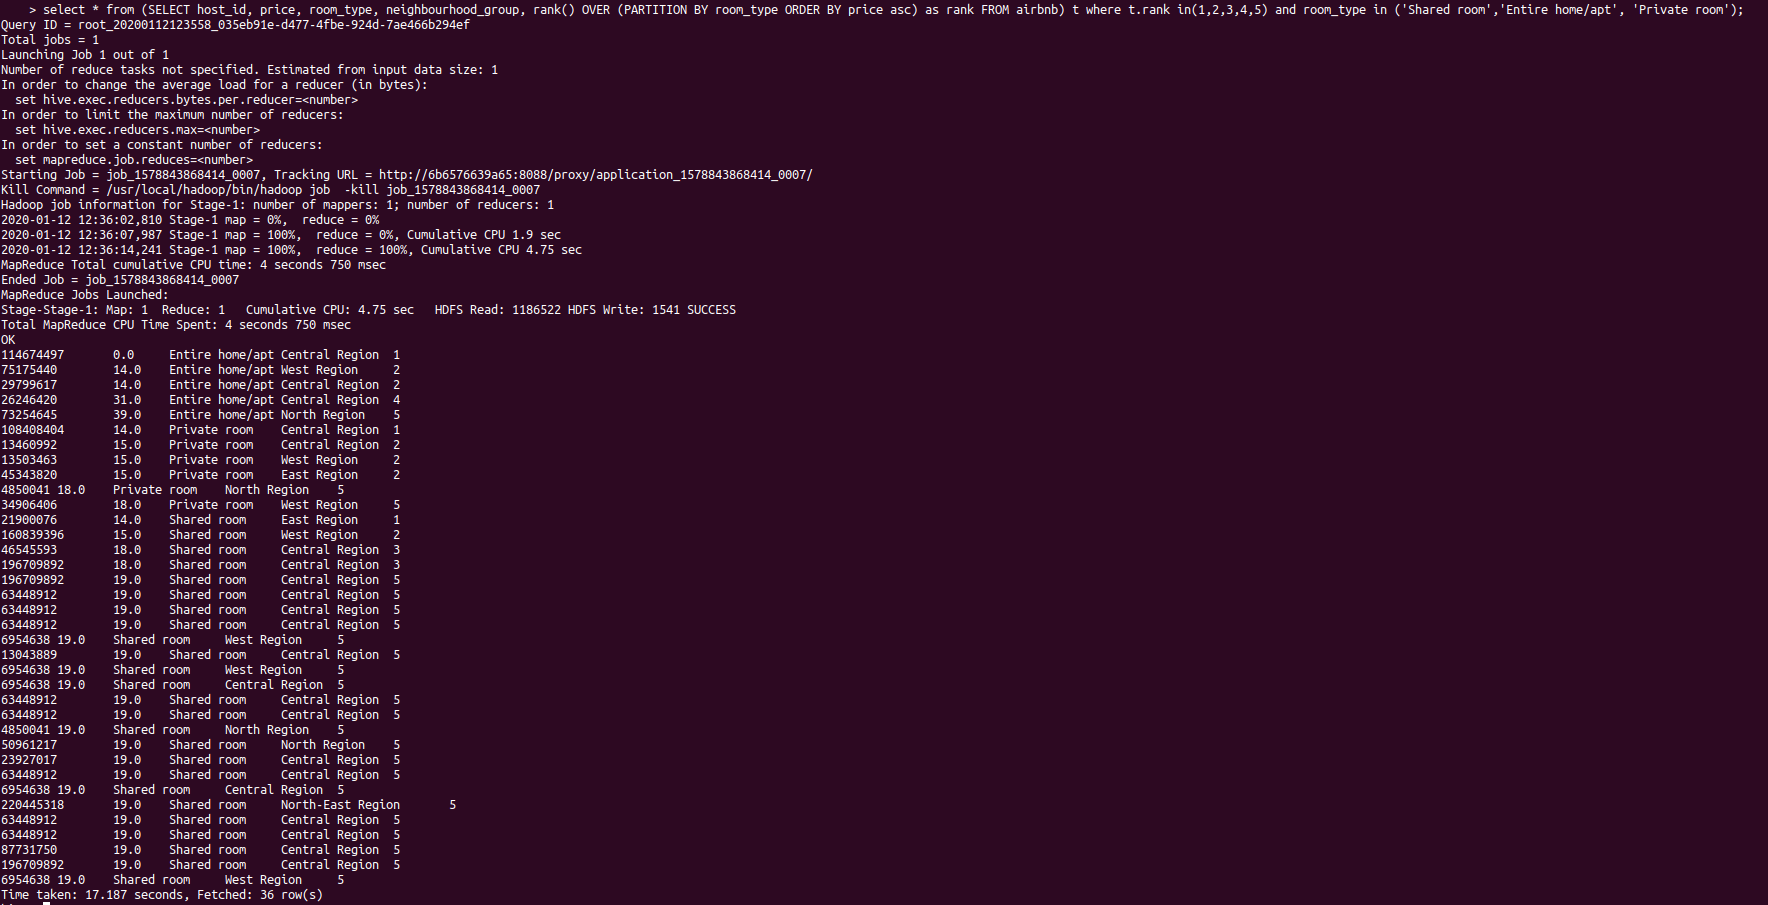 > select * from (SELECT host_id, price, room_type, neighbourhood_group, rank() OVER (PARTITION BY room_type ORDER BY price asc) as rank FROM airbnb) t where t.rank in(1,2,3,4,5) and room_type in ('Shared room','Entire home/apt', 'Private room');
Query ID = root_20200112123558_035eb91e-d477-4fbe-924d-7ae466b294ef
Total jobs = 1
Launching Job 1 out of 1
Number of reduce tasks not specified. Estimated from input data size: 1
In order to change the average load for a reducer (in bytes):
  set hive.exec.reducers.bytes.per.reducer=<number>
In order to limit the maximum number of reducers:
  set hive.exec.reducers.max=<number>
In order to set a constant number of reducers:
  set mapreduce.job.reduces=<number>
Starting Job = job_1578843868414_0007, Tracking URL = http://6b6576639a65:8088/proxy/application_1578843868414_0007/
Kill Command = /usr/local/hadoop/bin/hadoop job  -kill job_1578843868414_0007
Hadoop job information for Stage-1: number of mappers: 1; number of reducers: 1
2020-01-12 12:36:02,810 Stage-1 map = 0%,  reduce = 0%
2020-01-12 12:36:07,987 Stage-1 map = 100%,  reduce = 0%, Cumulative CPU 1.9 sec
2020-01-12 12:36:14,241 Stage-1 map = 100%,  reduce = 100%, Cumulative CPU 4.75 sec
MapReduce Total cumulative CPU time: 4 seconds 750 msec
Ended Job = job_1578843868414_0007
MapReduce Jobs Launched:
Stage-Stage-1: Map: 1  Reduce: 1   Cumulative CPU: 4.75 sec   HDFS Read: 1186522 HDFS Write: 1541 SUCCESS
Total MapReduce CPU Time Spent: 4 seconds 750 msec
OK
114674497	0.0	Entire home/apt	Central Region	1
75175440	14.0	Entire home/apt	West Region	2
29799617	14.0	Entire home/apt	Central Region	2
26246420	31.0	Entire home/apt	Central Region	4
73254645	39.0	Entire home/apt	North Region	5
108408404	14.0	Private room	Central Region	1
13460992	15.0	Private room	Central Region	2
13503463	15.0	Private room	West Region	2
45343820	15.0	Private room	East Region	2
4850041	18.0	Private room	North Region	5
34906406	18.0	Private room	West Region	5
21900076	14.0	Shared room	East Region	1
160839396	15.0	Shared room	West Region	2
46545593	18.0	Shared room	Central Region	3
196709892	18.0	Shared room	Central Region	3
196709892	19.0	Shared room	Central Region	5
63448912	19.0	Shared room	Central Region	5
63448912	19.0	Shared room	Central Region	5
63448912	19.0	Shared room	Central Region	5
6954638	19.0	Shared room	West Region	5
13043889	19.0	Shared room	Central Region	5
6954638	19.0	Shared room	West Region	5
6954638	19.0	Shared room	Central Region	5
63448912	19.0	Shared room	Central Region	5
63448912	19.0	Shared room	Central Region	5
4850041	19.0	Shared room	North Region	5
50961217	19.0	Shared room	North Region	5
23927017	19.0	Shared room	Central Region	5
63448912	19.0	Shared room	Central Region	5
6954638	19.0	Shared room	Central Region	5
220445318	19.0	Shared room	North-East Region	5
63448912	19.0	Shared room	Central Region	5
63448912	19.0	Shared room	Central Region	5
87731750	19.0	Shared room	Central Region	5
196709892	19.0	Shared room	Central Region	5
6954638	19.0	Shared room	West Region	5
Time taken: 17.187 seconds, Fetched: 36 row(s)